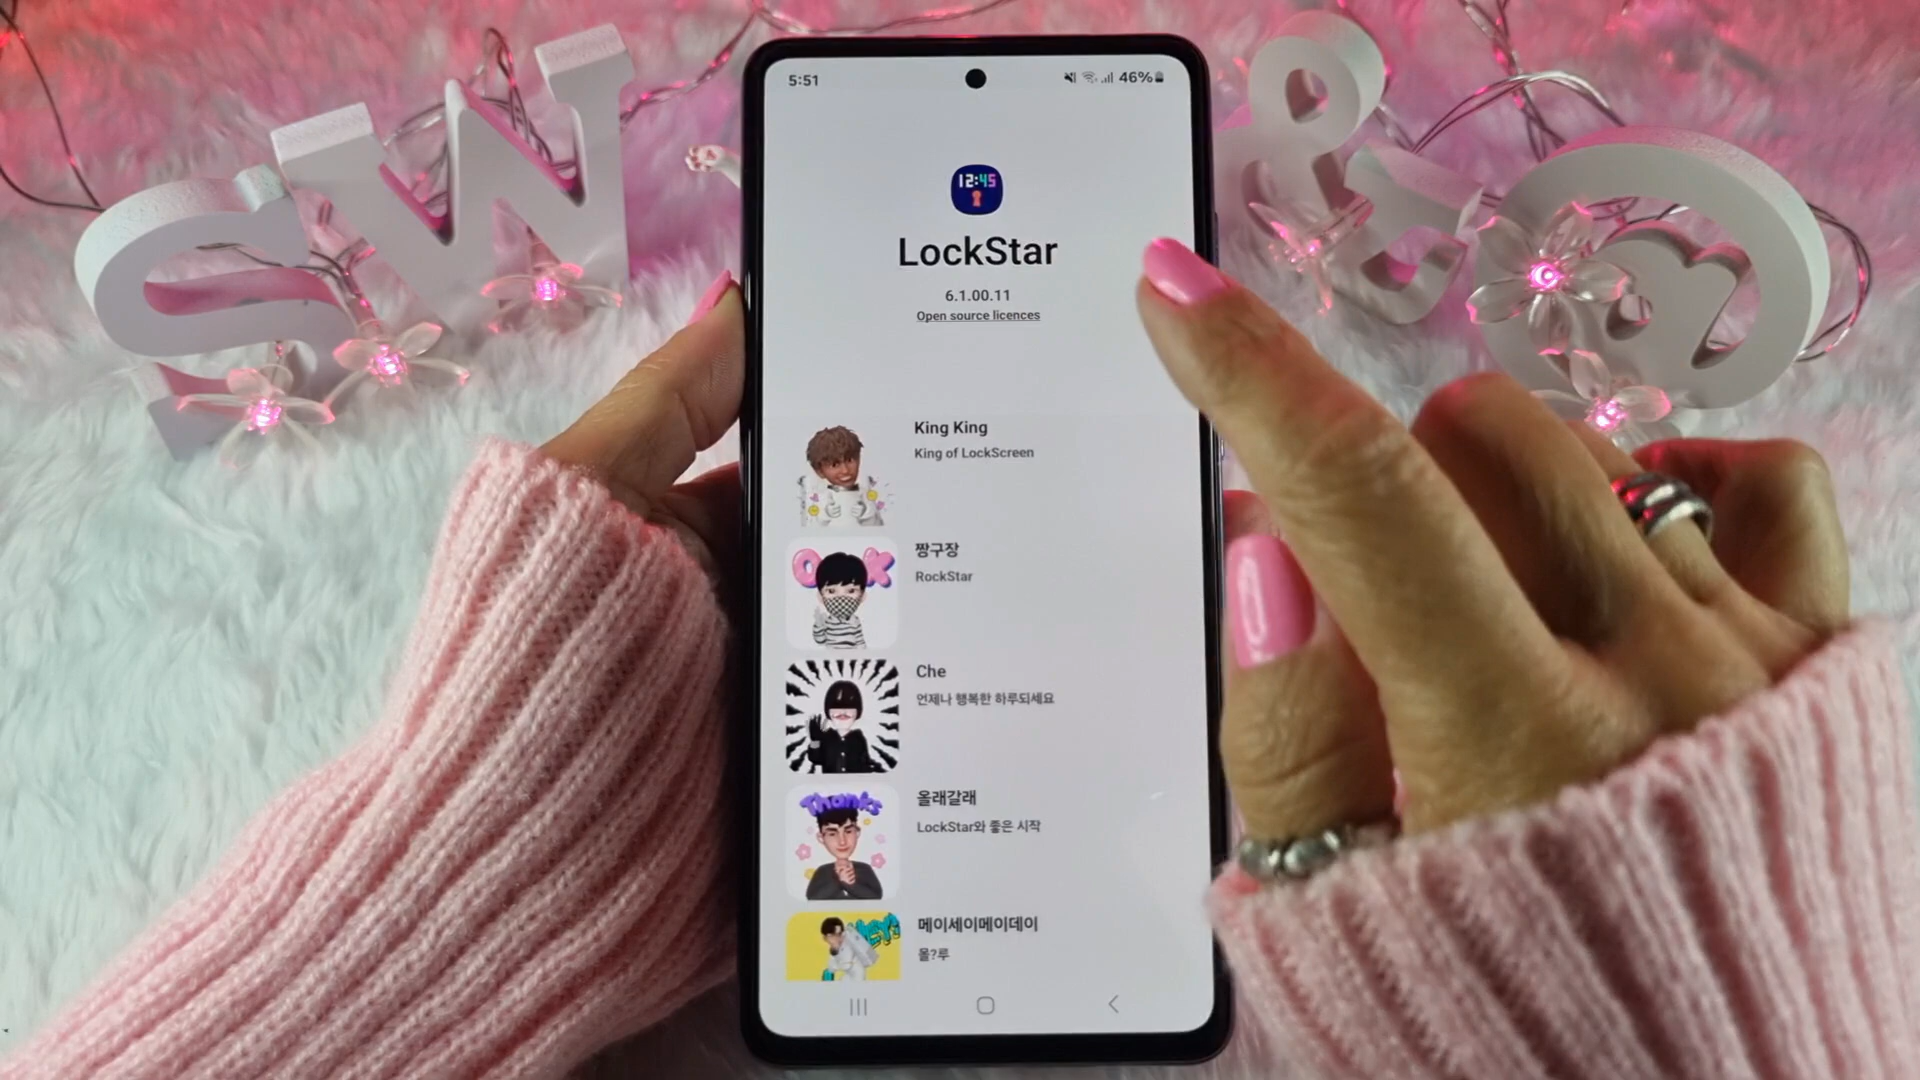 SW & m
5:51
46%
12:45
LockStar
6.1.00.11
Open source licences
King King
King of LockScreen
짱구장
RockStar
Che
언제나 행복한 하루되세요
Thanks
올래갈래
LockStar와 좋은 시작
메이세이메이데이
몰?루